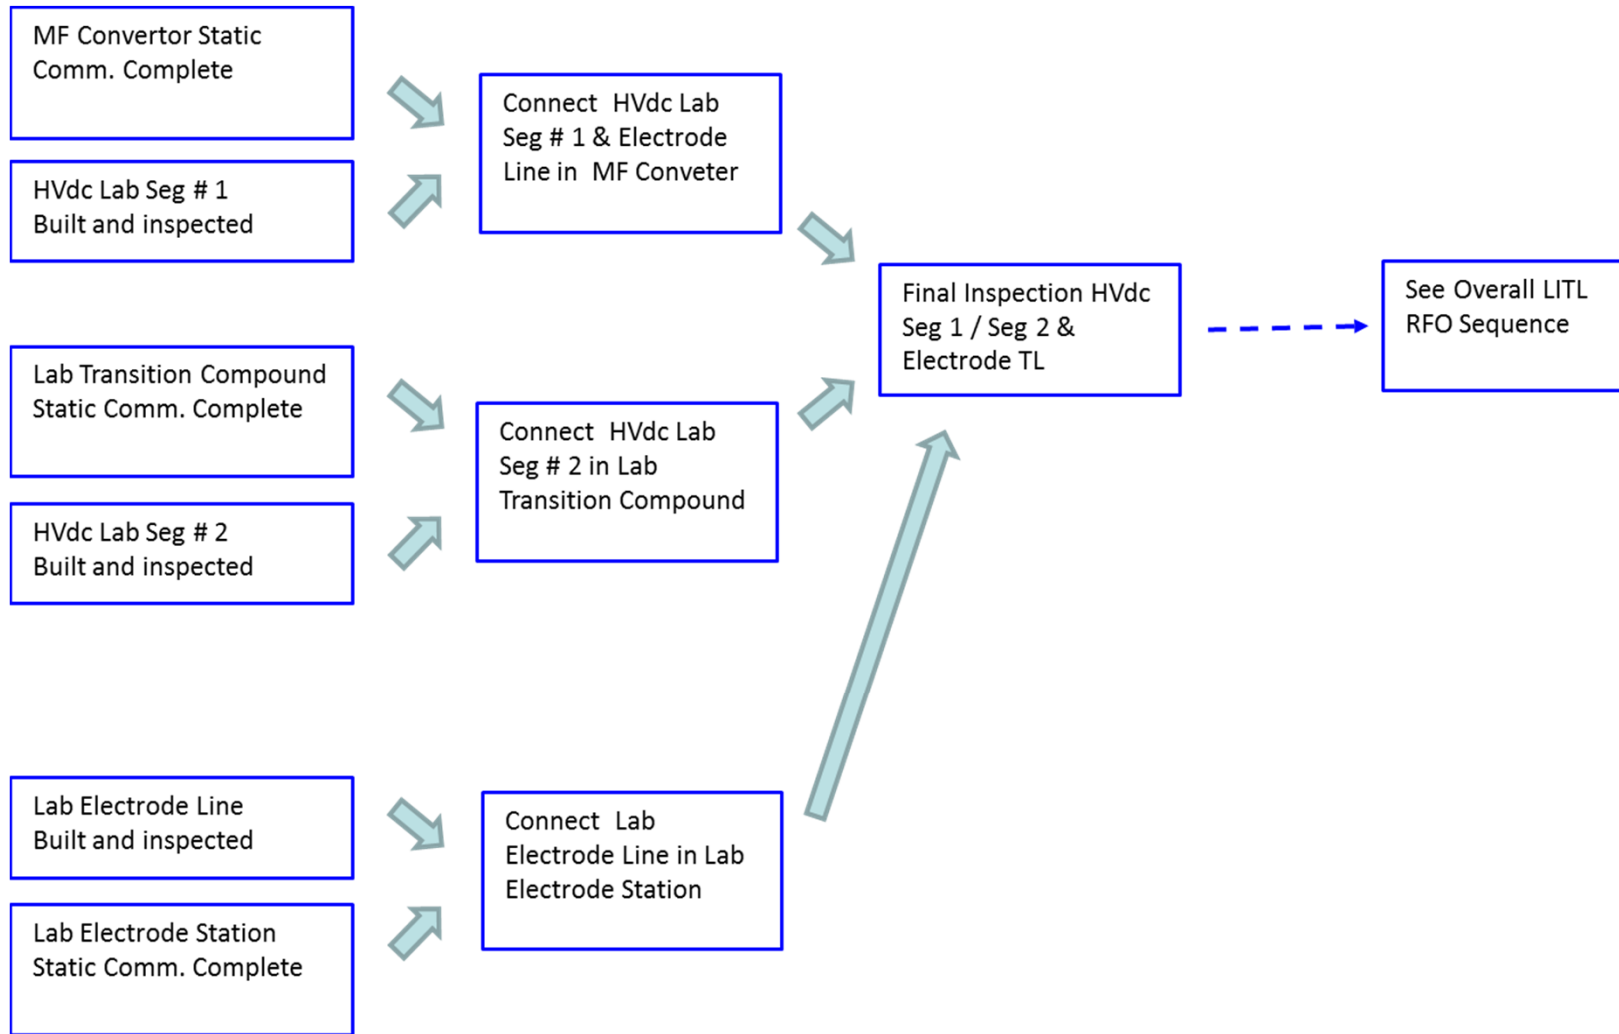 MF Convertor Static
Comm. Complete
HVdc Lab Seg # 1
Built and inspected
Connect HVdc Lab
Seg # 1 & Electrode
Line in MF Conveter
Lab Transition Compound
Static Comm. Complete
HVdc Lab Seg # 2
Built and inspected
Connect HVdc Lab
Seg # 2 in Lab
Transition Compound
Lab Electrode Line
Built and inspected
Lab Electrode Station
Static Comm. Complete
Connect Lab
Electrode Line in Lab
Electrode Station
Final Inspection HVdc
Seg 1 / Seg 2 &
Electrode TL
See Overall LITL
RFO Sequence